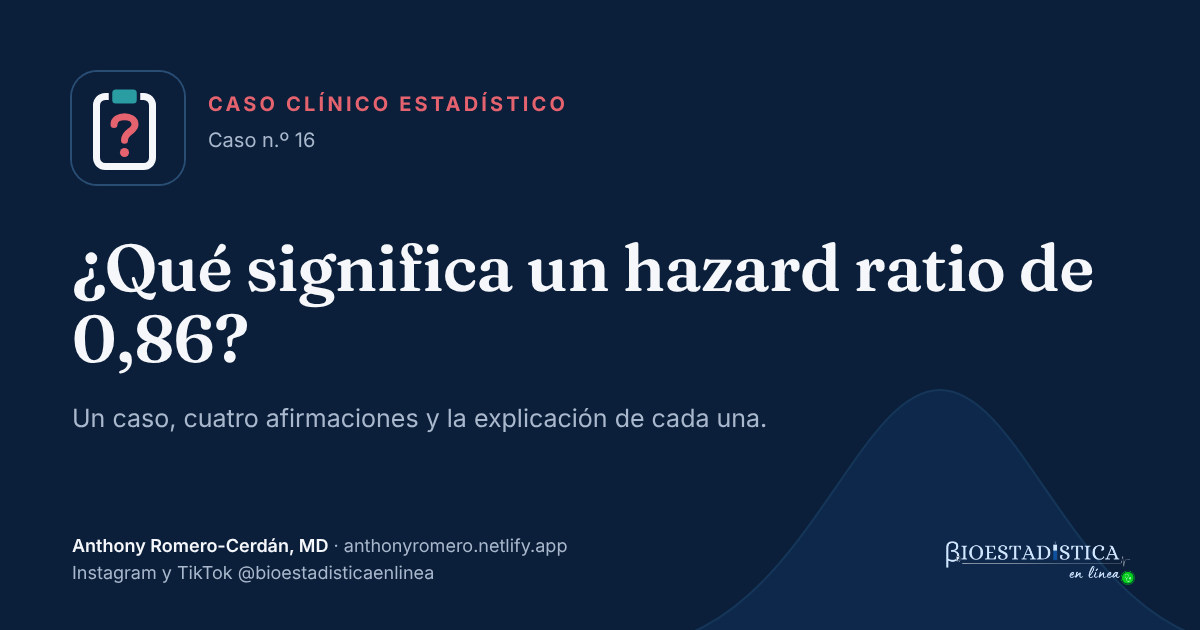 CASO CLÍNICO ESTADÍSTICO
Caso n.º 16
¿Qué significa un hazard ratio de
0,86?
Un caso, cuatro afirmaciones y la explicación de cada una.
Anthony Romero-Cerdán, MD · anthonyromero.netlify.app
Instagram y TikTok @bioestadisticaenlinea
βIOESTADÍSTICA
en línea